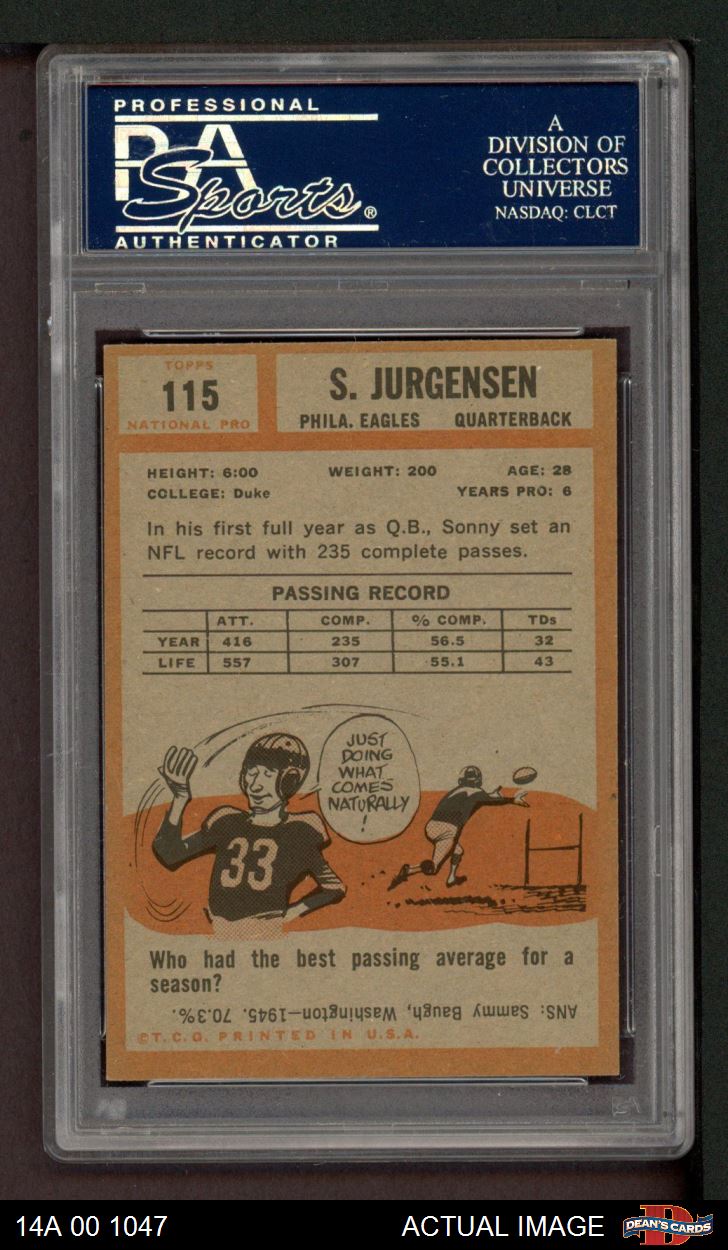 PROFESSIONAL
PSA
Sports®
AUTHENTICATOR
A
DIVISION OF
COLLECTORS
UNIVERSE
NASDAQ: CLCT
TOPPS
115
NATIONAL PRO
S. JURGENSEN
PHILA. EAGLES QUARTERBACK
HEIGHT: 6:00 WEIGHT: 200 AGE: 28
COLLEGE: Duke YEARS PRO: 6
In his first full year as Q.B., Sonny set an
NFL record with 235 complete passes.
PASSING RECORD
ATT. COMP. % COMP. TDs
YEAR 416 235 56.5 32
LIFE 557 307 55.1 43
JUST
DOING
WHAT
COMES
NATURALLY
!
33
Who had the best passing average for a
season?
ANS: Sammy Baugh, Washington—1945. 70.3%.
©T.C.G. PRINTED IN U.S.A.
14A 00 1047 ACTUAL IMAGE
DEAN'S CARDS